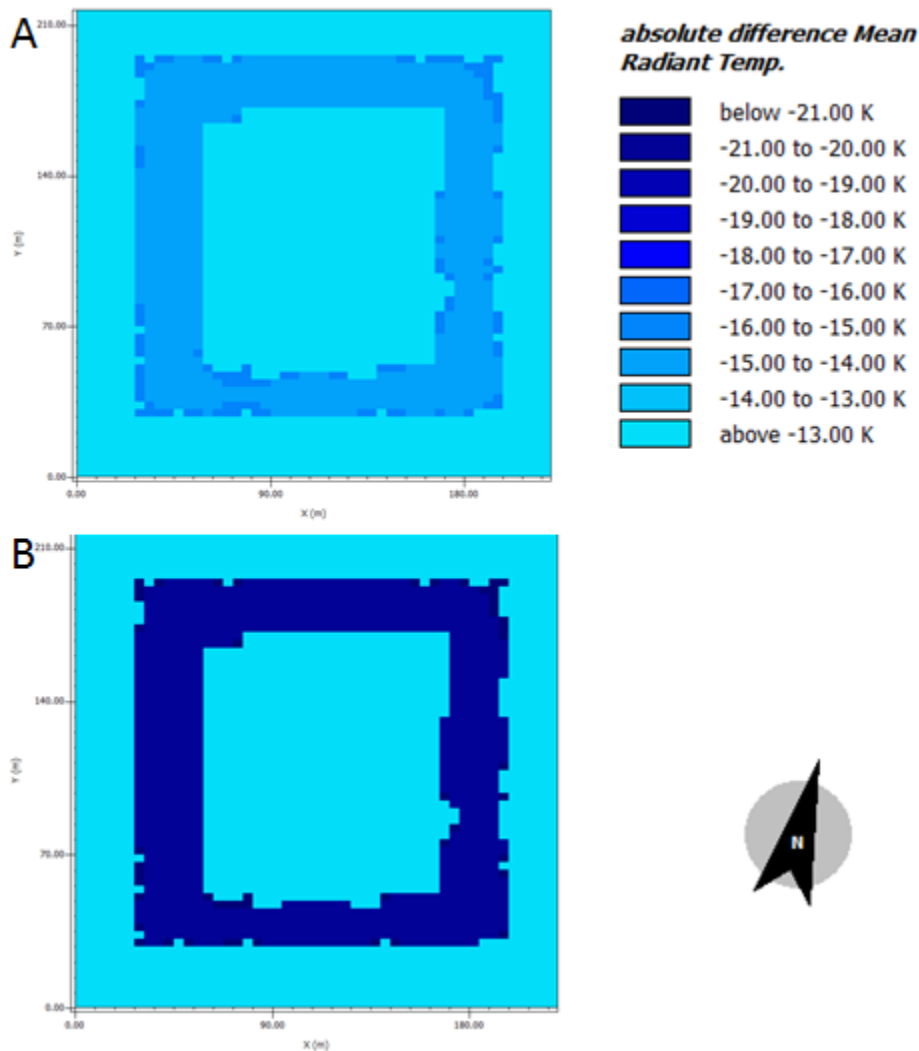 A
210.00
140.00
Y (m)
70.00
0.00
0.00 90.00 180.00
X (m)
absolute difference Mean
Radiant Temp.
below -21.00 K
-21.00 to -20.00 K
-20.00 to -19.00 K
-19.00 to -18.00 K
-18.00 to -17.00 K
-17.00 to -16.00 K
-16.00 to -15.00 K
-15.00 to -14.00 K
-14.00 to -13.00 K
above -13.00 K
B
210.00
140.00
Y (m)
70.00
0.00
0.00 90.00 180.00
X (m)
N